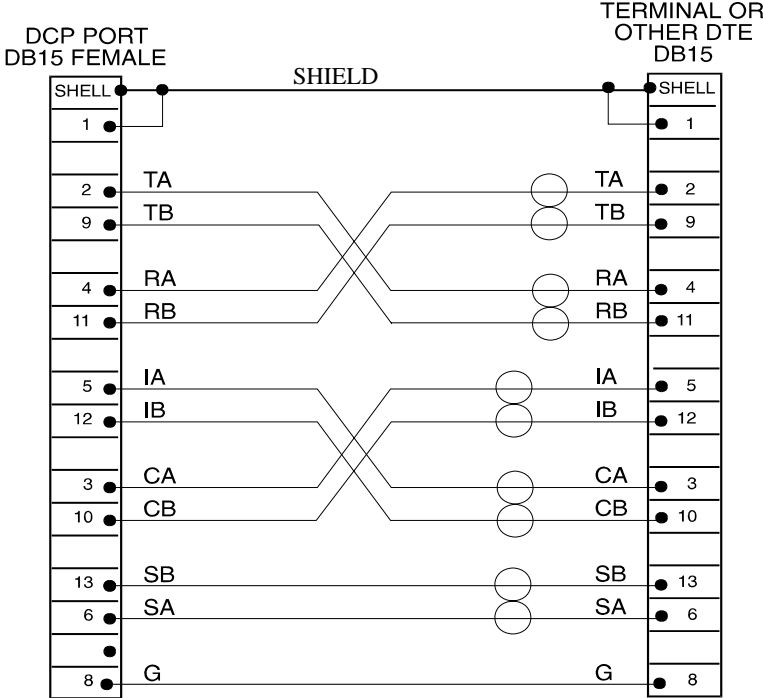 DCP PORT
DB15 FEMALE
TERMINAL OR
OTHER DTE
DB15
SHELL SHIELD SHELL
1 1
2 TA TA 2
9 TB TB 9
4 RA RA 4
11 RB RB 11
5 IA IA 5
12 IB IB 12
3 CA CA 3
10 CB CB 10
13 SB SB 13
6 SA SA 6
8 G G 8